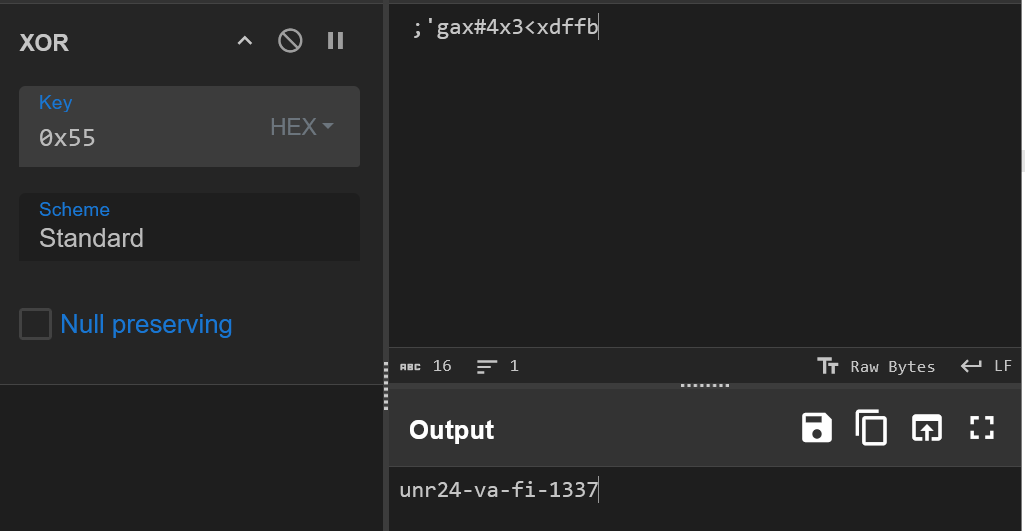 XOR
Key
0x55
HEX
Scheme
Standard
Null preserving
 ;'gax#4x3<xdffb
ABC 16
1
Raw Bytes
LF
Output
unr24-va-fi-1337